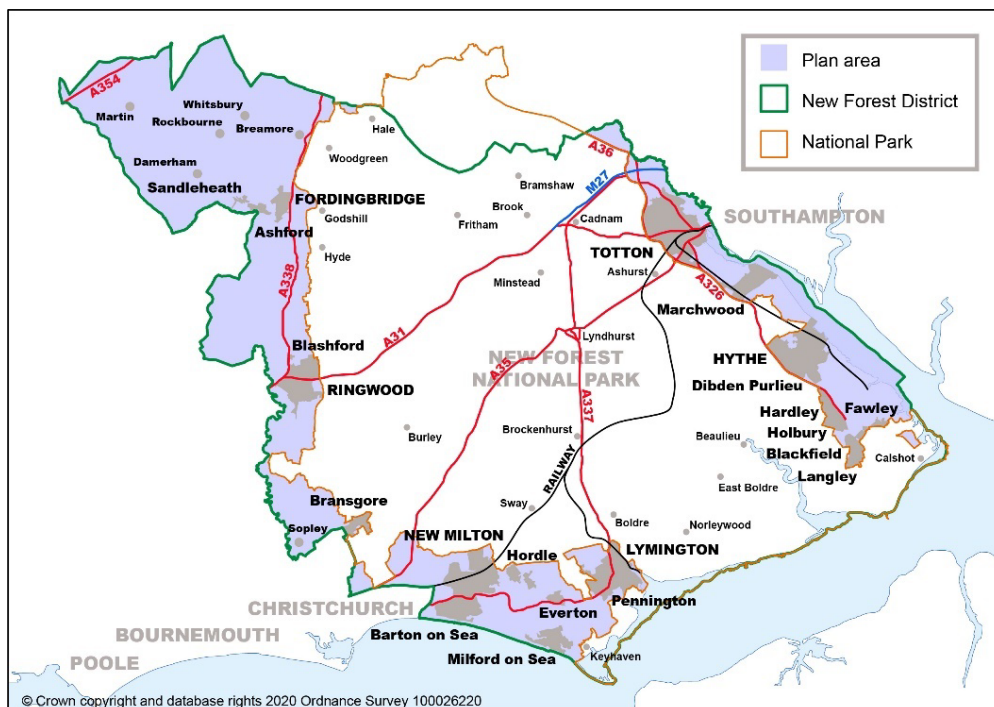 Plan area
New Forest District
National Park
A354
Martin
Whitsbury
Rockbourne
Breamore
Hale
Woodgreen
Damerham
Sandleheath
FORDINGBRIDGE
Ashford
Godshill
Hyde
A338
Bramshaw
Brook
Fritham
A36
M27
Cadnam
SOUTHAMPTON
TOTTON
Ashurst
Minstead
A326
Marchwood
A31
Blashford
RINGWOOD
Lyndhurst
NEW FOREST
NATIONAL PARK
A35
A337
HYTHE
Dibden Purlieu
Hardley
Fawley
Holbury
Blackfield
Langley
Calshot
Burley
Brockenhurst
Beaulieu
RAILWAY
East Boldre
Bransgore
Sopley
Sway
Boldre
Norleywood
NEW MILTON
Hordle
LYMINGTON
Pennington
Everton
CHRISTCHURCH
Barton on Sea
BOURNEMOUTH
Milford on Sea
Keyhaven
POOLE
© Crown copyright and database rights 2020 Ordnance Survey 100026220